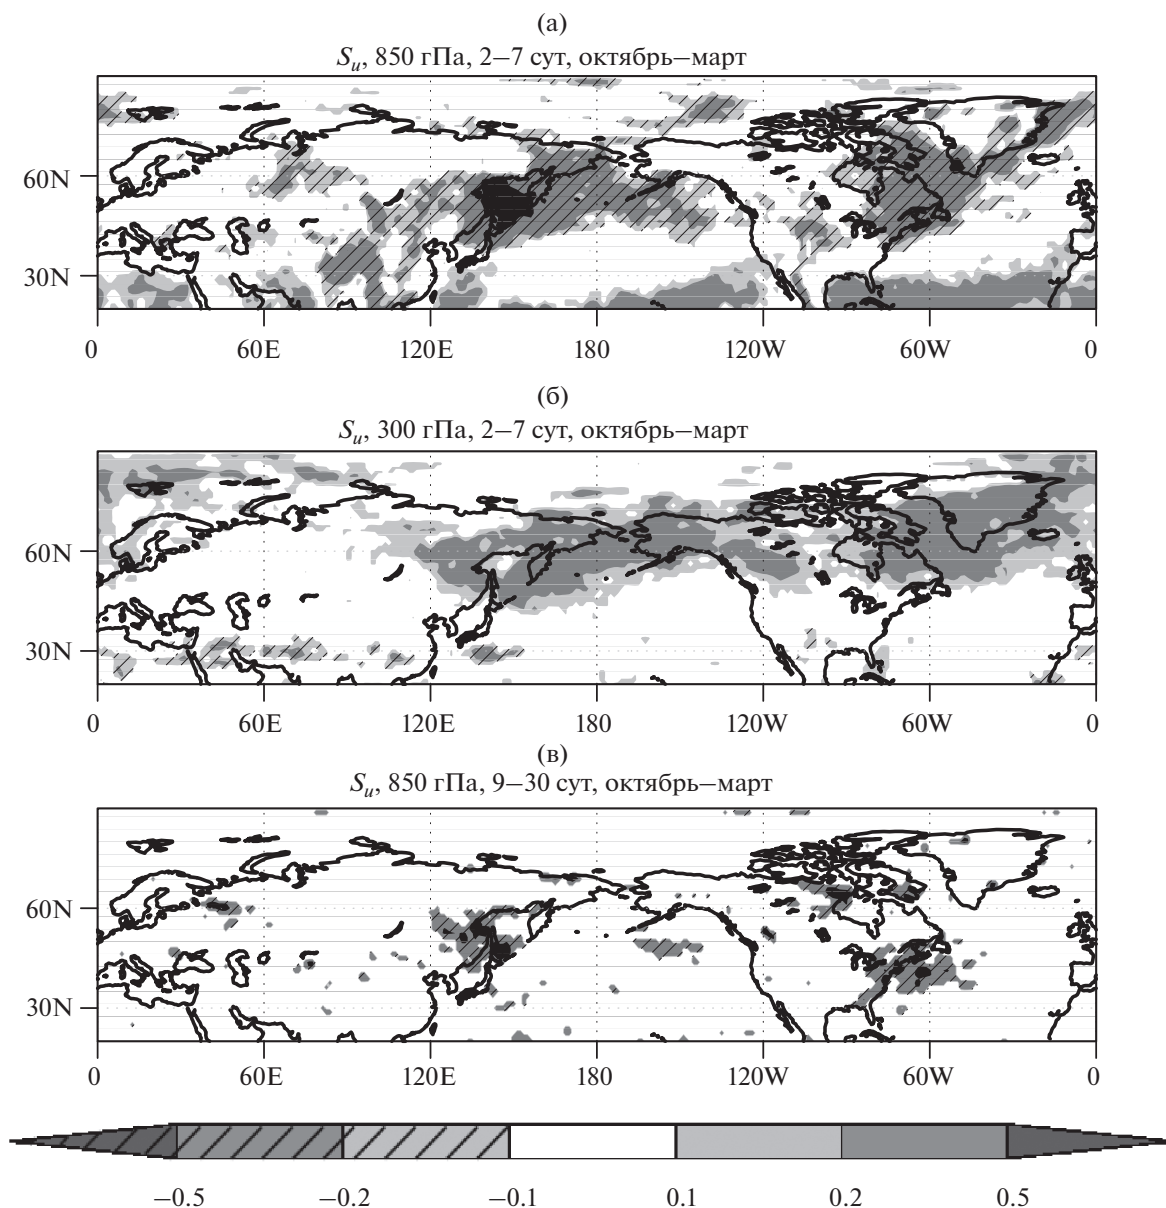 (а)
Su, 850 гПа, 2–7 сут, октябрь–март
60N
30N
0 60E 120E 180 120W 60W 0
(б)
Su, 300 гПа, 2–7 сут, октябрь–март
60N
30N
0 60E 120E 180 120W 60W 0
(в)
Su, 850 гПа, 9–30 сут, октябрь–март
60N
30N
0 60E 120E 180 120W 60W 0
–0.5 –0.2 –0.1 0.1 0.2 0.5